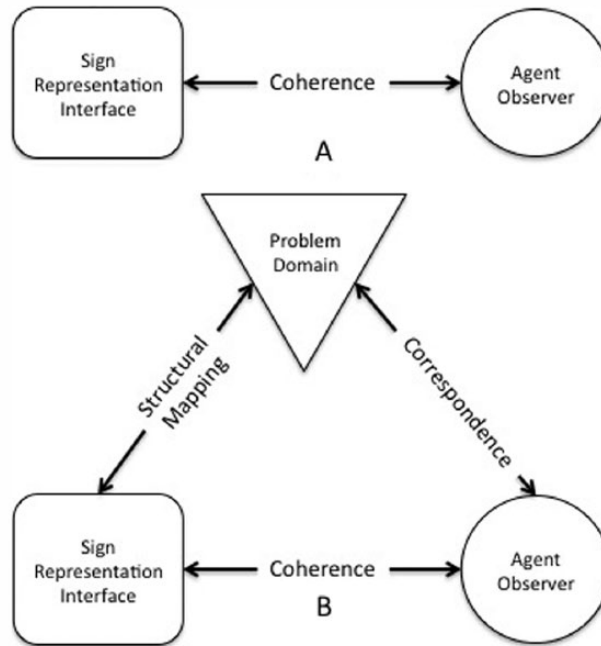 Sign
Representation
Interface
Coherence
Agent
Observer
A
Problem
Domain
Structural
Mapping
Correspondence
Sign
Representation
Interface
Coherence
Agent
Observer
B